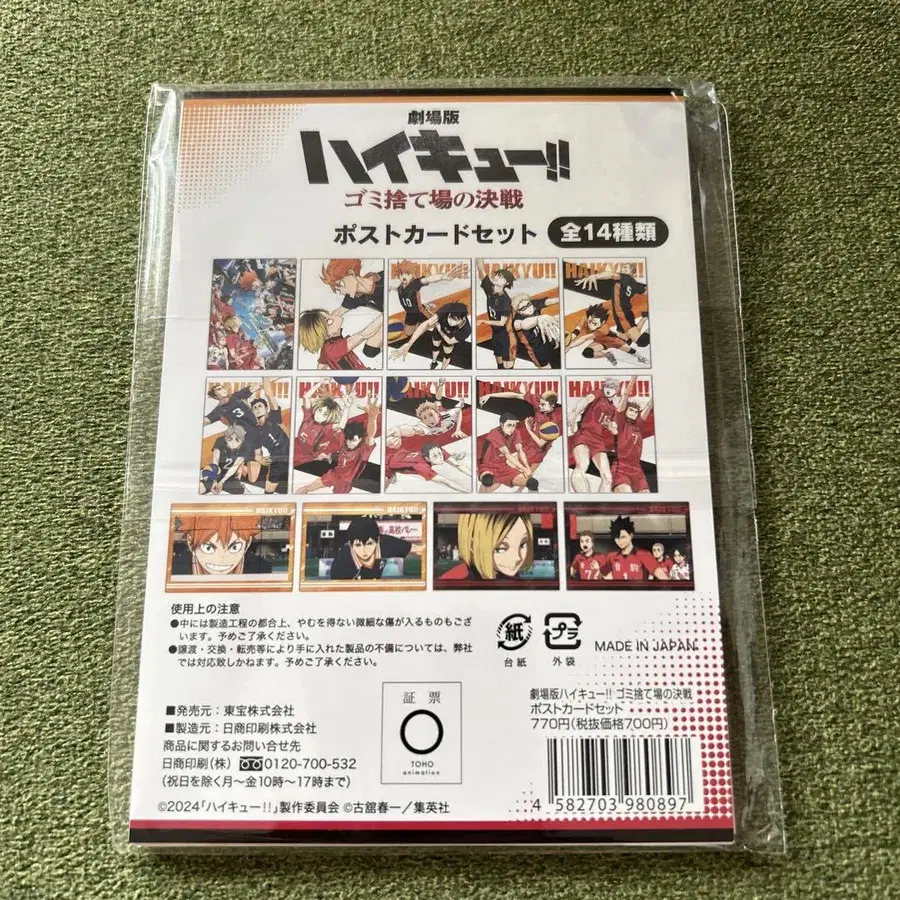 劇場版
ハイキュー!!
ゴミ捨て場の決戦
ポストカードセット 全14種類
HAIKYU!! HAIKYU!! HAIKYU!!
HAIKYU!! HAIKYU!! HAIKYU!! HAIKYU!! HAIKYU!!
HAIKYU!! HAIKYU!! HAIKYU!! HAIKYU!!
使用上の注意
●中には製造工程の都合上、やむを得ない微細な傷が入るものもござ
います。予めご了承ください。
●譲渡・交換・転売等により手に入れた製品の不備については、弊社
では対応致しかねます。予めご了承ください。
紙
台紙
プラ
外袋
MADE IN JAPAN
■発売元：東宝株式会社
■製造元：日商印刷株式会社
商品に関するお問い合せ先
日商印刷(株) 0120-700-532
(祝日を除く月〜金10時〜17時まで)
証票
TOHO
animation
劇場版ハイキュー!! ゴミ捨て場の決戦
ポストカードセット
770円(税抜価格700円)
4 582703 980897
©2024「ハイキュー!!」製作委員会 ©古舘春一／集英社